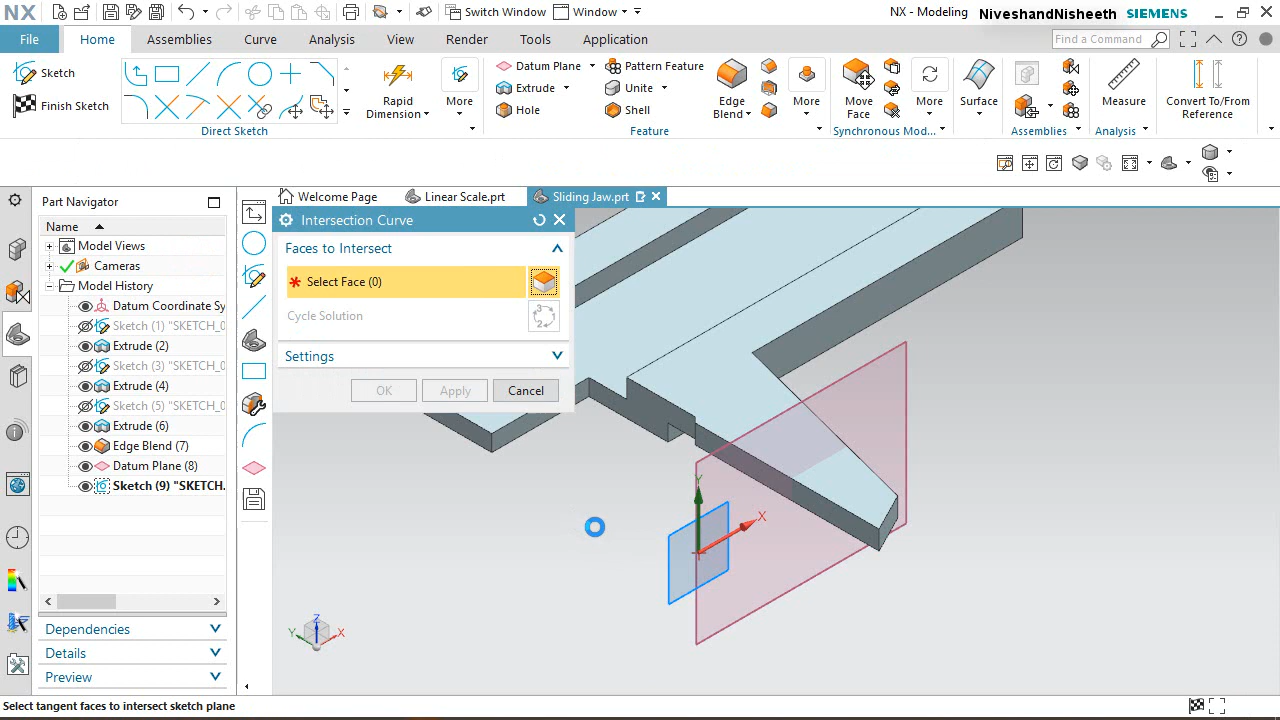 NX
Switch Window
Window
NX - Modeling
NiveshandNisheeth
SIEMENS
File
Home
Assemblies
Curve
Analysis
View
Render
Tools
Application
Find a Command
Sketch
Finish Sketch
Direct Sketch
Rapid
Dimension
More
Datum Plane
Extrude
Hole
Pattern Feature
Unite
Shell
Edge
Blend
More
Feature
Move
Face
More
Synchronous Mod...
Surface
Assemblies
Measure
Analysis
Convert To/From
Reference
Part Navigator
Name
Model Views
Cameras
Model History
Datum Coordinate Sy
Sketch (1) "SKETCH_0
Extrude (2)
Sketch (3) "SKETCH_0
Extrude (4)
Sketch (5) "SKETCH_0
Extrude (6)
Edge Blend (7)
Datum Plane (8)
Sketch (9) "SKETCH.
Dependencies
Details
Preview
Welcome Page
Linear Scale.prt
Sliding Jaw.prt
Intersection Curve
Faces to Intersect
* Select Face (0)
Cycle Solution
Settings
OK
Apply
Cancel
Y
X
Z
Y
X
Select tangent faces to intersect sketch plane